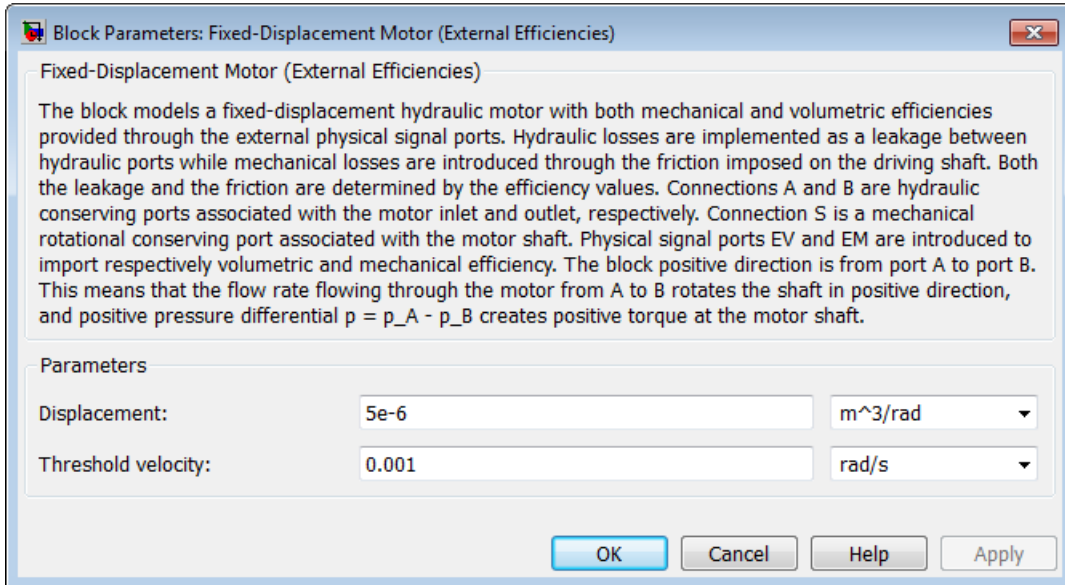 Block Parameters: Fixed-Displacement Motor (External Efficiencies)
Fixed-Displacement Motor (External Efficiencies)
The block models a fixed-displacement hydraulic motor with both mechanical and volumetric efficiencies
provided through the external physical signal ports. Hydraulic losses are implemented as a leakage between
hydraulic ports while mechanical losses are introduced through the friction imposed on the driving shaft. Both
the leakage and the friction are determined by the efficiency values. Connections A and B are hydraulic
conserving ports associated with the motor inlet and outlet, respectively. Connection S is a mechanical
rotational conserving port associated with the motor shaft. Physical signal ports EV and EM are introduced to
import respectively volumetric and mechanical efficiency. The block positive direction is from port A to port B.
This means that the flow rate flowing through the motor from A to B rotates the shaft in positive direction,
and positive pressure differential p = p_A - p_B creates positive torque at the motor shaft.
Parameters
Displacement: 5e-6 m^3/rad
Threshold velocity: 0.001 rad/s
OK Cancel Help Apply